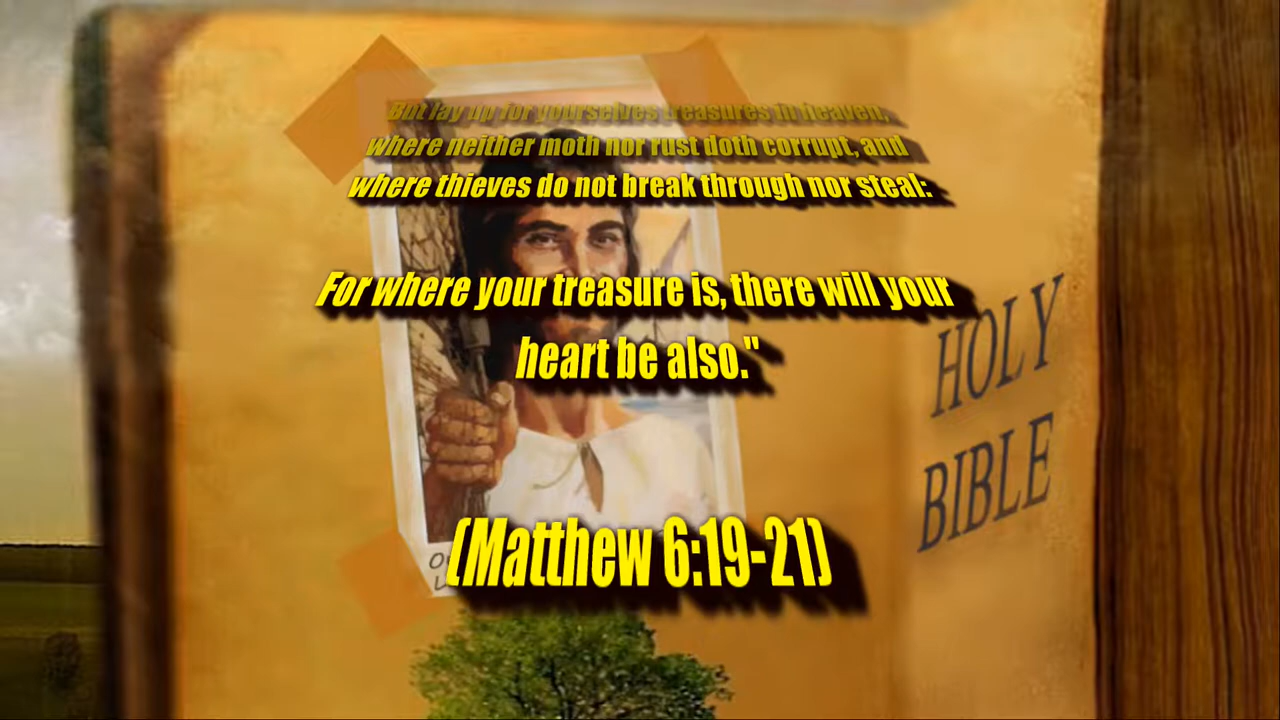 "But lay up for yourselves treasures in heaven,
where neither moth nor rust doth corrupt, and
where thieves do not break through nor steal:
For where your treasure is, there will your
heart be also."
(Matthew 6:19-21)
HOLY
BIBLE